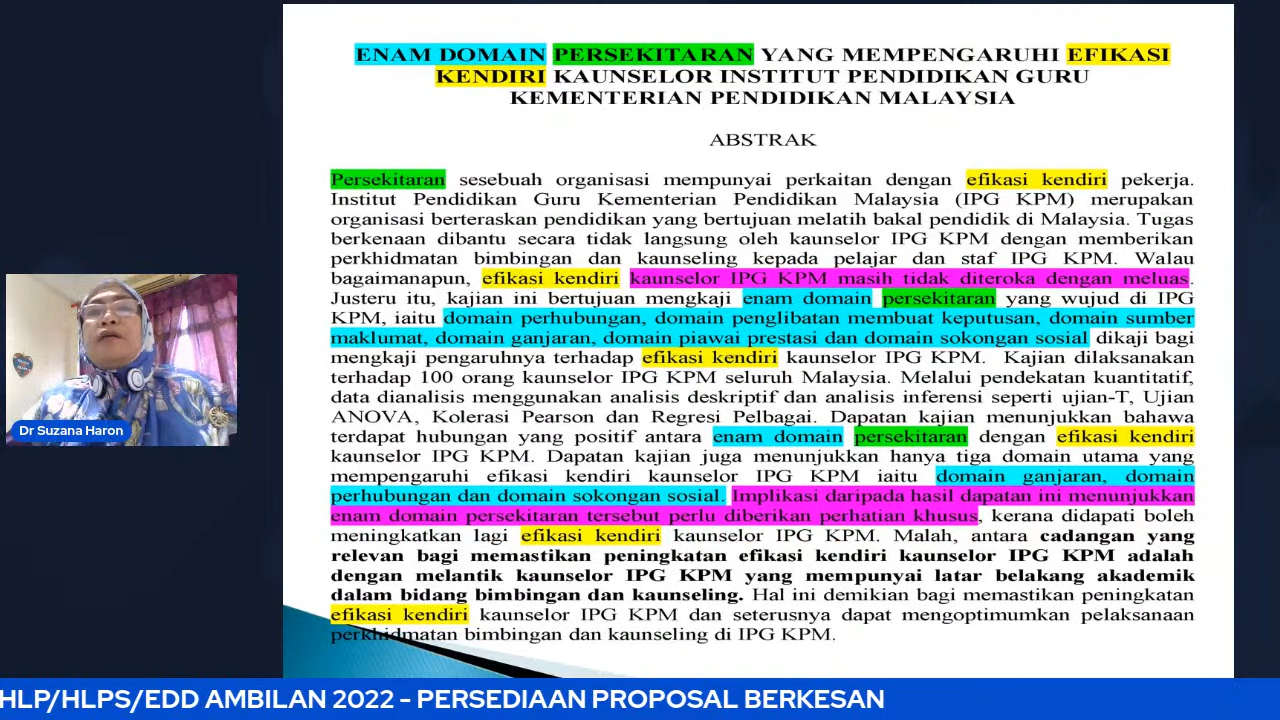 ENAM DOMAIN PERSEKITARAN YANG MEMPENGARUHI EFIKASI
KENDIRI KAUNSELOR INSTITUT PENDIDIKAN GURU
KEMENTERIAN PENDIDIKAN MALAYSIA
ABSTRAK
Persekitaran sesebuah organisasi mempunyai perkaitan dengan efikasi kendiri pekerja.
Institut Pendidikan Guru Kementerian Pendidikan Malaysia (IPG KPM) merupakan
organisasi berteraskan pendidikan yang bertujuan melatih bakal pendidik di Malaysia. Tugas
berkenaan dibantu secara tidak langsung oleh kaunselor IPG KPM dengan memberikan
perkhidmatan bimbingan dan kaunseling kepada pelajar dan staf IPG KPM. Walau
bagaimanapun, efikasi kendiri kaunselor IPG KPM masih tidak diteroka dengan meluas.
Justeru itu, kajian ini bertujuan mengkaji enam domain persekitaran yang wujud di IPG
KPM, iaitu domain perhubungan, domain penglibatan membuat keputusan, domain sumber
maklumat, domain ganjaran, domain piawai prestasi dan domain sokongan sosial dikaji bagi
mengkaji pengaruhnya terhadap efikasi kendiri kaunselor IPG KPM. Kajian dilaksanakan
terhadap 100 orang kaunselor IPG KPM seluruh Malaysia. Melalui pendekatan kuantitatif,
data dianalisis menggunakan analisis deskriptif dan analisis inferensi seperti ujian-T, Ujian
ANOVA, Kolerasi Pearson dan Regresi Pelbagai. Dapatan kajian menunjukkan bahawa
terdapat hubungan yang positif antara enam domain persekitaran dengan efikasi kendiri
kaunselor IPG KPM. Dapatan kajian juga menunjukkan hanya tiga domain utama yang
mempengaruhi efikasi kendiri kaunselor IPG KPM iaitu domain ganjaran, domain
perhubungan dan domain sokongan sosial. Implikasi daripada hasil dapatan ini menunjukkan
enam domain persekitaran tersebut perlu diberikan perhatian khusus, kerana didapati boleh
meningkatkan lagi efikasi kendiri kaunselor IPG KPM. Malah, antara cadangan yang
relevan bagi memastikan peningkatan efikasi kendiri kaunselor IPG KPM adalah
dengan melantik kaunselor IPG KPM yang mempunyai latar belakang akademik
dalam bidang bimbingan dan kaunseling. Hal ini demikian bagi memastikan peningkatan
efikasi kendiri kaunselor IPG KPM dan seterusnya dapat mengoptimumkan pelaksanaan
perkhidmatan bimbingan dan kaunseling di IPG KPM.
Dr Suzana Haron
HLP/HLPS/EDD AMBILAN 2022 - PERSEDIAAN PROPOSAL BERKESAN